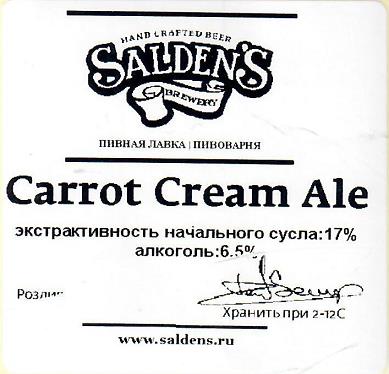 HAND CRAFTED BEER
SALDEN'S
BREWERY
ПИВНАЯ ЛАВКА | ПИВОВАРНЯ
Carrot Cream Ale
экстрактивность начального сусла:17%
алкоголь:6.5%
Хранить при 2-12С
www.saldens.ru